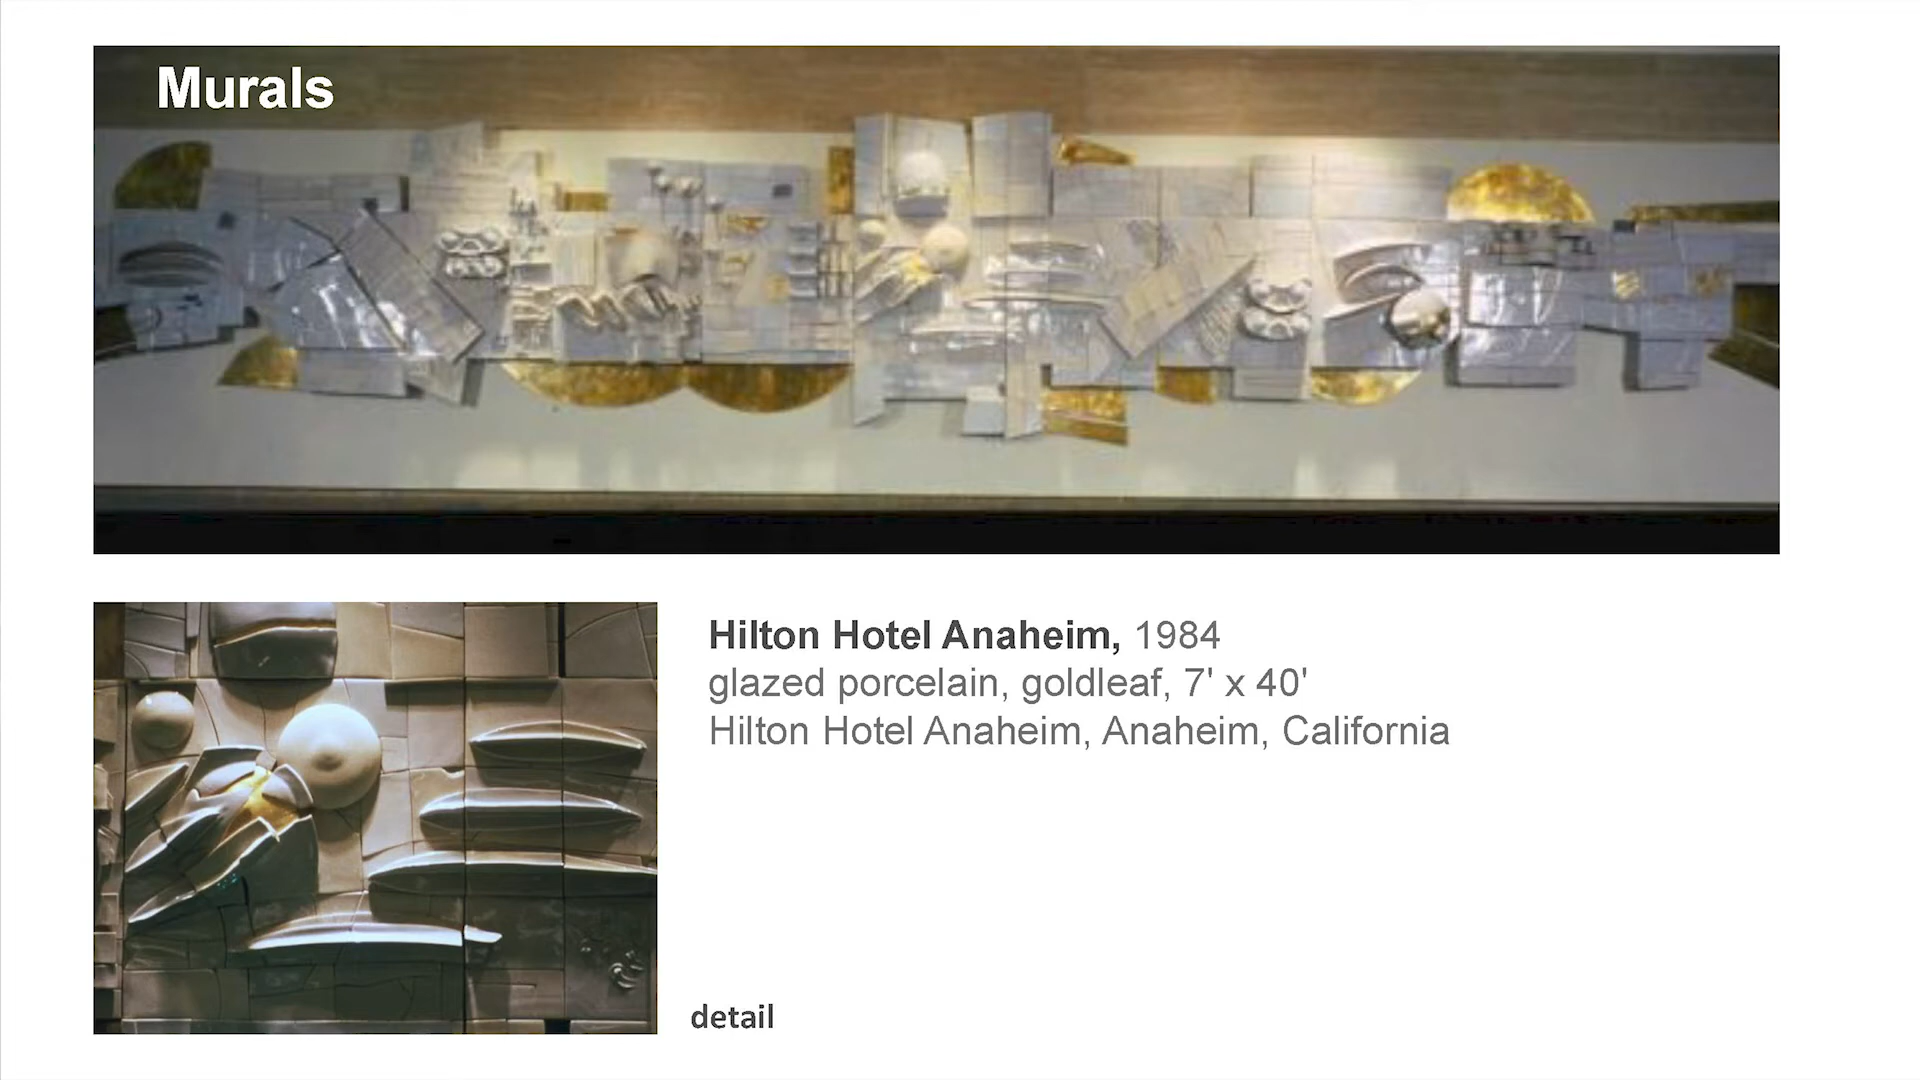 Murals
Hilton Hotel Anaheim, 1984
glazed porcelain, goldleaf, 7' x 40'
Hilton Hotel Anaheim, Anaheim, California
detail